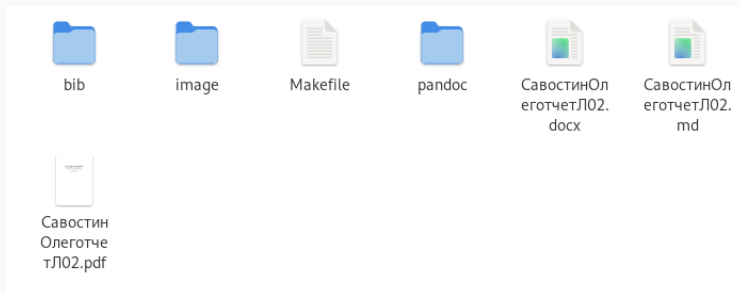 bib
image
Makefile
pandoc
СавостинОл
еготчетЛ02.
docx
СавостинОл
еготчетЛ02.
md
Савостин
Олеготче
тЛ02.pdf